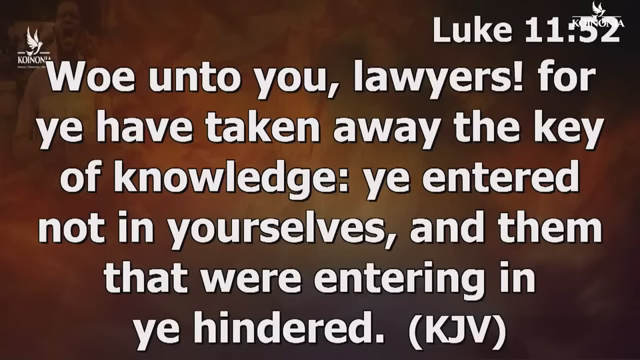 Luke 11:52
KOINONIA
KOINONIA
Woe unto you, lawyers! for
ye have taken away the key
of knowledge: ye entered
not in yourselves, and them
that were entering in
ye hindered. (KJV)